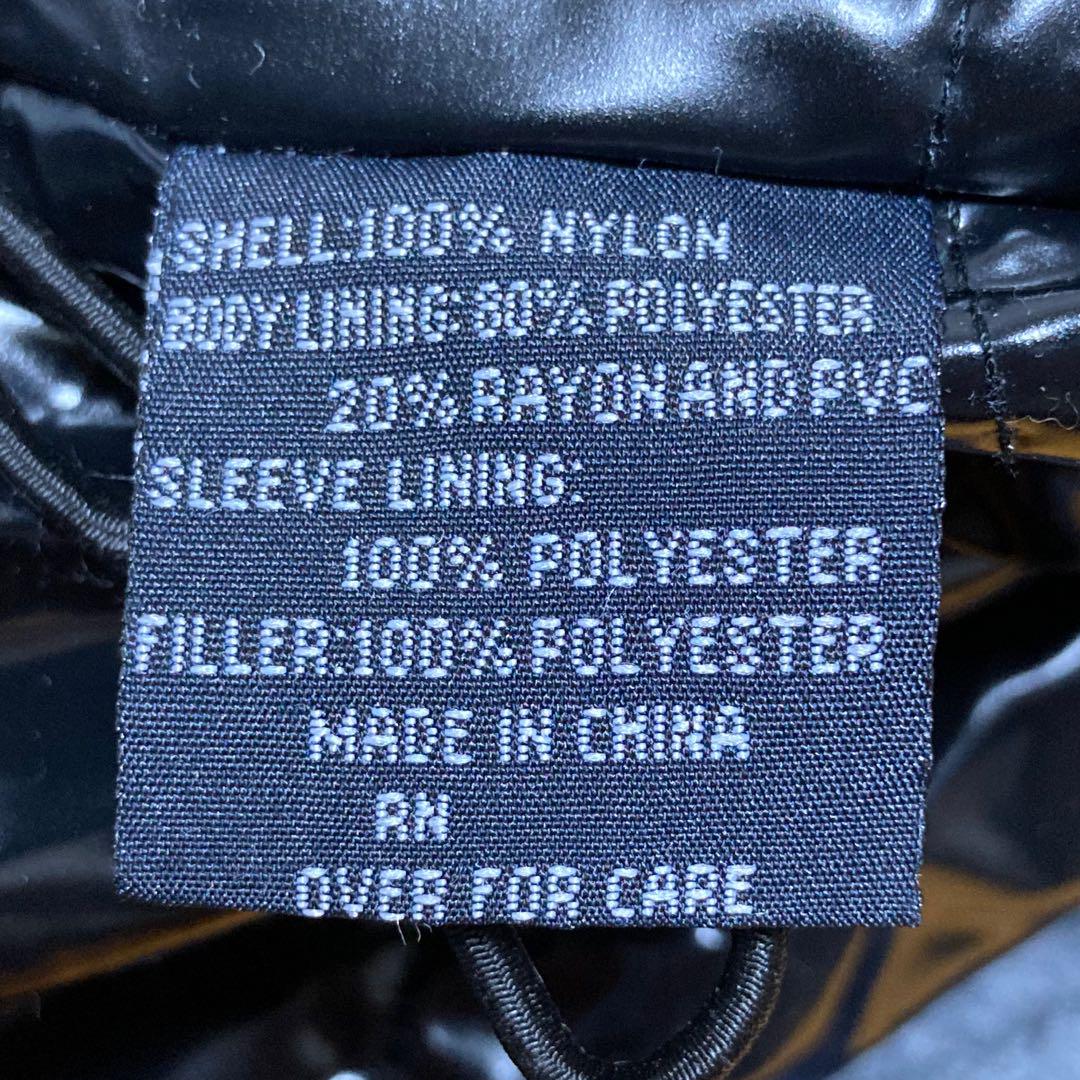 SHELL:100% NYLON
BODY LINING: 80% POLYESTER
20% RAYON AND PVC
SLEEVE LINING:
100% POLYESTER
FILLER:100% POLYESTER
MADE IN CHINA
RN
OVER FOR CARE